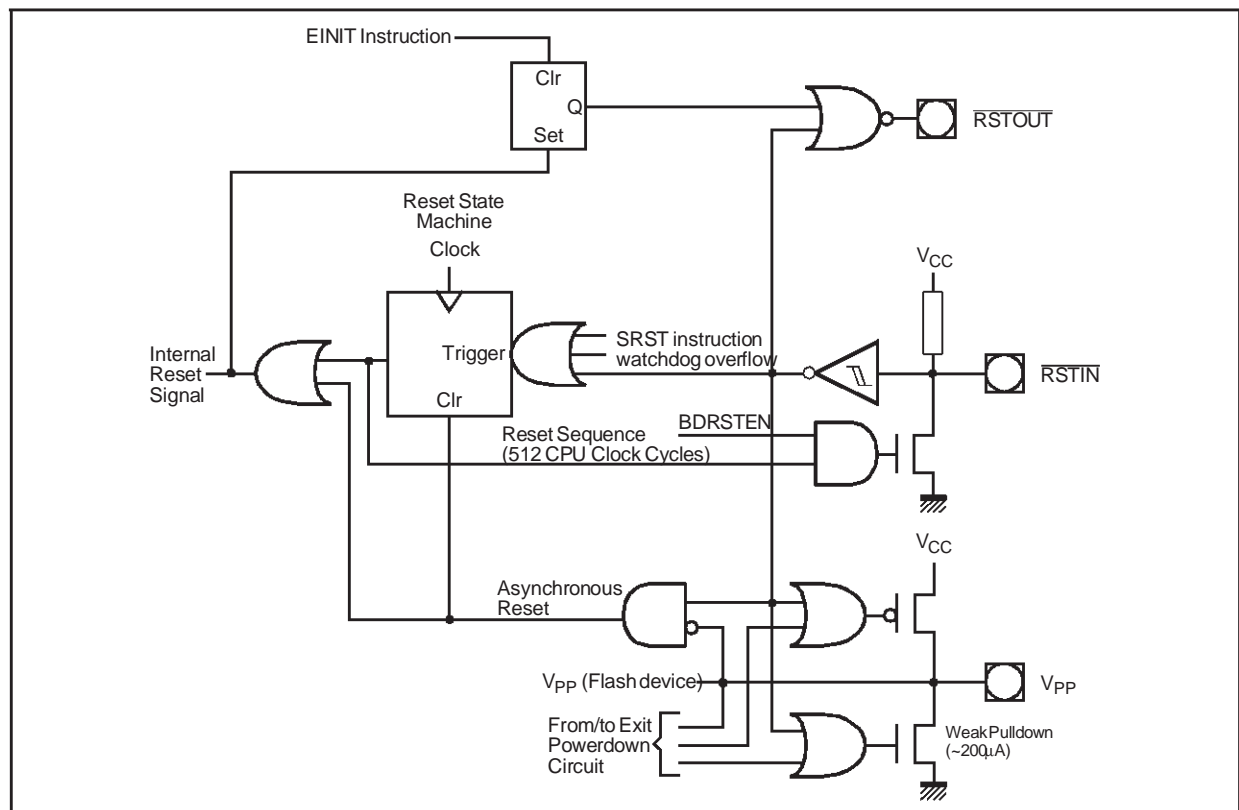 EINIT Instruction
Clr
Q
Set
RSTOUT
Reset State
Machine
Clock
VCC
Internal
Reset
Signal
Trigger
Clr
SRST instruction
watchdog overflow
RSTIN
BDRSTEN
Reset Sequence
(512 CPU Clock Cycles)
VCC
Asynchronous
Reset
VPP (Flash device)
VPP
From/to Exit
Powerdown
Circuit
Weak Pulldown
(~200µA)